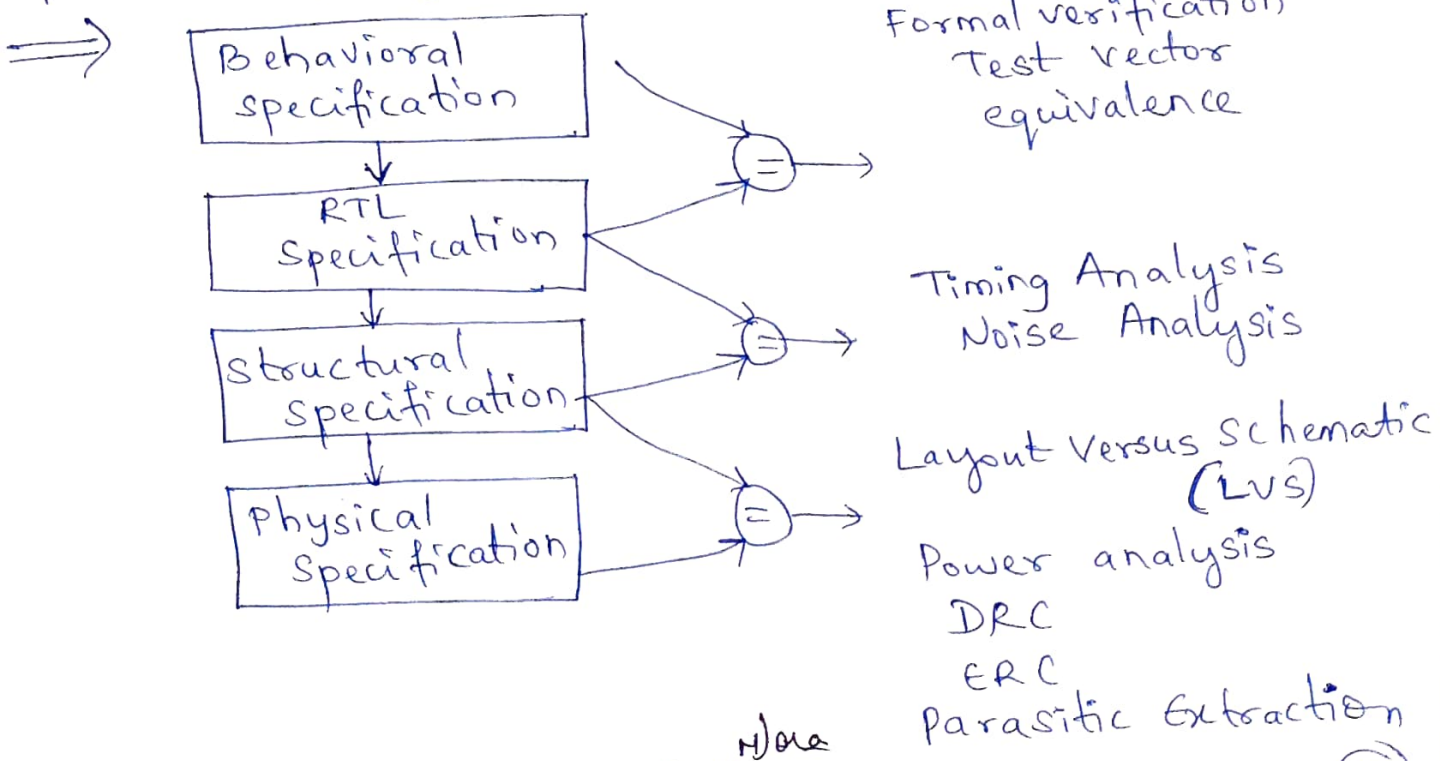 Behavioral
specification
RTL
Specification
Structural
Specification
Physical
Specification
=
=
=
Formal verification
Test vector
equivalence
Timing Analysis
Noise Analysis
Layout Versus Schematic
(LVS)
Power analysis
DRC
ERC
Parasitic Extraction